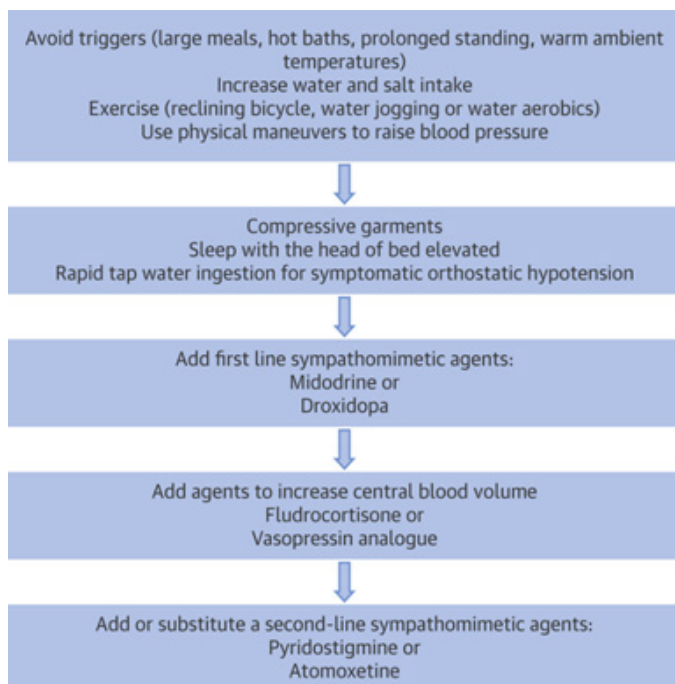 Avoid triggers (large meals, hot baths, prolonged standing, warm ambient
temperatures)
Increase water and salt intake
Exercise (reclining bicycle, water jogging or water aerobics)
Use physical maneuvers to raise blood pressure
Compressive garments
Sleep with the head of bed elevated
Rapid tap water ingestion for symptomatic orthostatic hypotension
Add first line sympathomimetic agents:
Midodrine or
Droxidopa
Add agents to increase central blood volume
Fludrocortisone or
Vasopressin analogue
Add or substitute a second-line sympathomimetic agents:
Pyridostigmine or
Atomoxetine